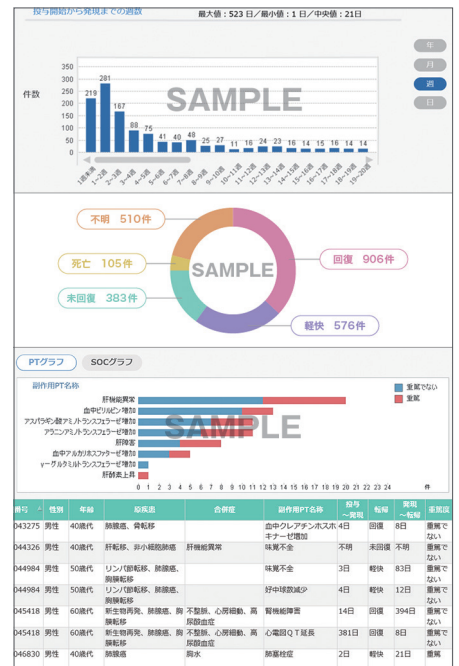 投与開始から発現までの週数
最大値：523 日／最小値：1 日／中央値：21日
年
月
週
日
件数
350
300
250
200
150
100
50
0
219
281
167
88
75
41
40
48
25
27
11
16
24
23
16
14
15
16
14
14
SAMPLE
1週未満
1~2週
2~3週
3~4週
4~5週
5~6週
6~7週
7~8週
8~9週
9~10週
10~11週
11~12週
12~13週
13~14週
14~15週
15~16週
16~17週
17~18週
18~19週
19~20週
不明 510件
死亡 105件
未回復 383件
回復 906件
軽快 576件
SAMPLE
PTグラフ
SOCグラフ
副作用PT名称
重篤でない
重篤
肝機能異常
血中ビリルビン増加
アスパラギン酸アミノトランスフェラーゼ増加
アラニンアミノトランスフェラーゼ増加
肝障害
血中アルカリホスファターゼ増加
γーグルタミルトランスフェラーゼ増加
肝酵素上昇
SAMPLE
0 1 2 3 4 5 6 7 8 9 10 11 12 13 14 15 16 17 18 19 20 21 22 23 24 件
番号 性別 年齢 原疾患 合併症 副作用PT名称 投与～発現 転帰 発現～転帰 重篤度
043275 男性 40歳代 肺腺癌、骨転移 血中クレアチンホスホキナーゼ増加 4日 回復 8日 重篤でない
044326 男性 40歳代 肝転移、非小細胞肺癌 肝機能異常 味覚不全 不明 未回復 不明 重篤でない
044984 男性 50歳代 リンパ節転移、肺腺癌、胸膜転移 味覚不全 3日 軽快 83日 重篤でない
044984 男性 50歳代 リンパ節転移、肺腺癌、胸膜転移 好中球数減少 4日 軽快 12日 重篤でない
045418 男性 60歳代 新生物再発、肺腺癌、胸膜転移 不整脈、心房細動、高尿酸血症 腎機能障害 14日 回復 394日 重篤でない
045418 男性 60歳代 新生物再発、肺腺癌、胸膜転移 不整脈、心房細動、高尿酸血症 心電図QT延長 381日 回復 8日 重篤でない
046830 男性 40歳代 肺腺癌 胸水 肺塞栓症 2日 軽快 21日 重篤